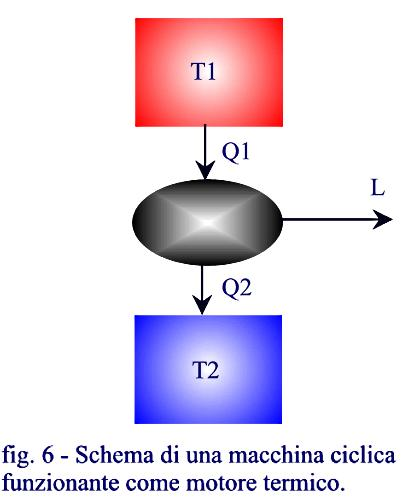 T1
Q1
L
Q2
T2
fig. 6 - Schema di una macchina ciclica
funzionante come motore termico.